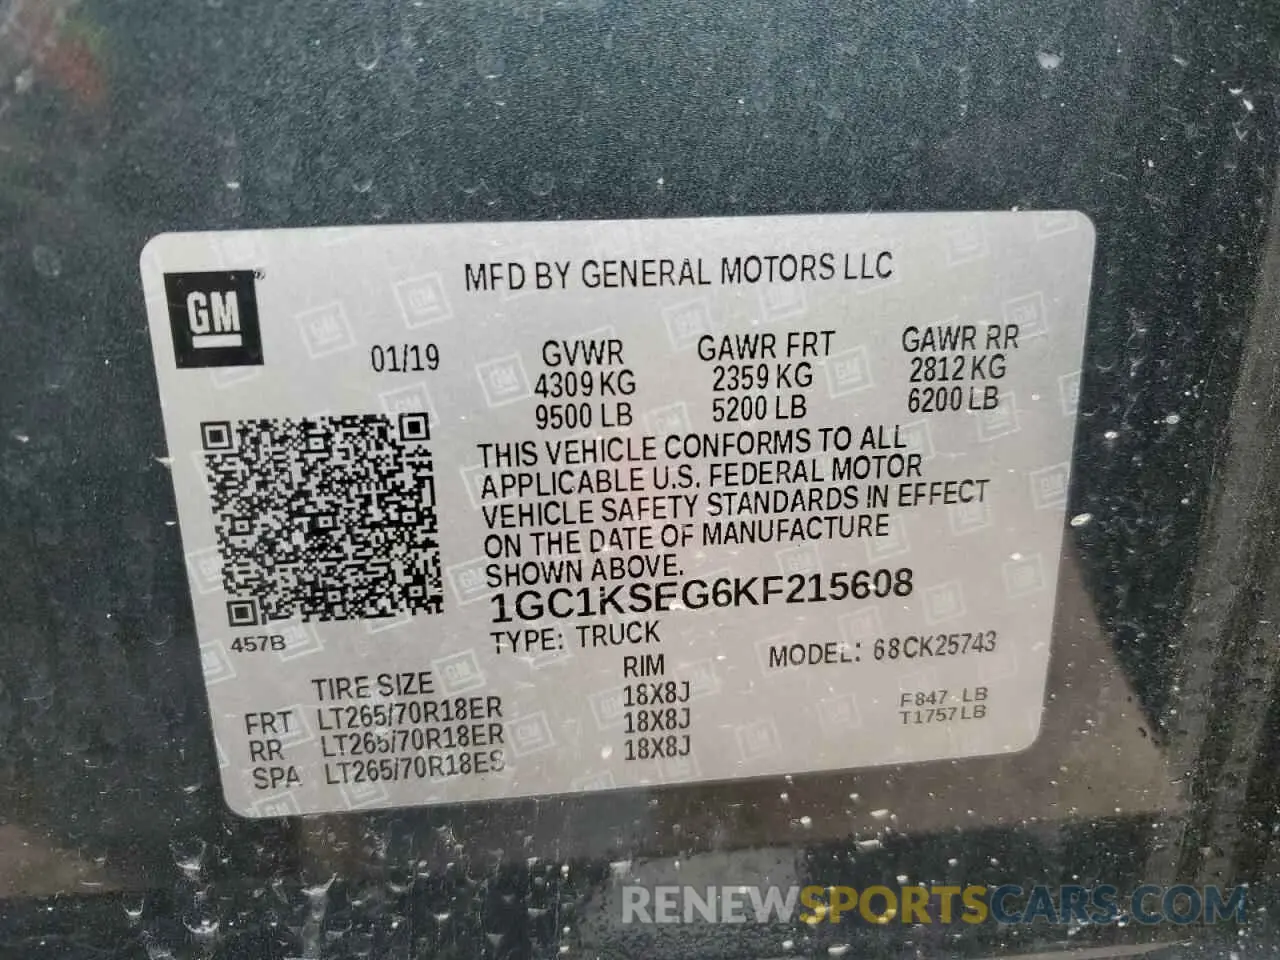 GM
®
MFD BY GENERAL MOTORS LLC
01/19
GVWR GAWR FRT GAWR RR
4309 KG 2359 KG 2812 KG
9500 LB 5200 LB 6200 LB
THIS VEHICLE CONFORMS TO ALL
APPLICABLE U.S. FEDERAL MOTOR
VEHICLE SAFETY STANDARDS IN EFFECT
ON THE DATE OF MANUFACTURE
SHOWN ABOVE.
1GC1KSEG6KF215608
457B
TYPE: TRUCK MODEL: 68CK25743
TIRE SIZE RIM
FRT LT265/70R18ER 18X8J
RR LT265/70R18ER 18X8J
SPA LT265/70R18ES 18X8J
F847 LB
T1757LB
RENEWSPORTSCARS.COM